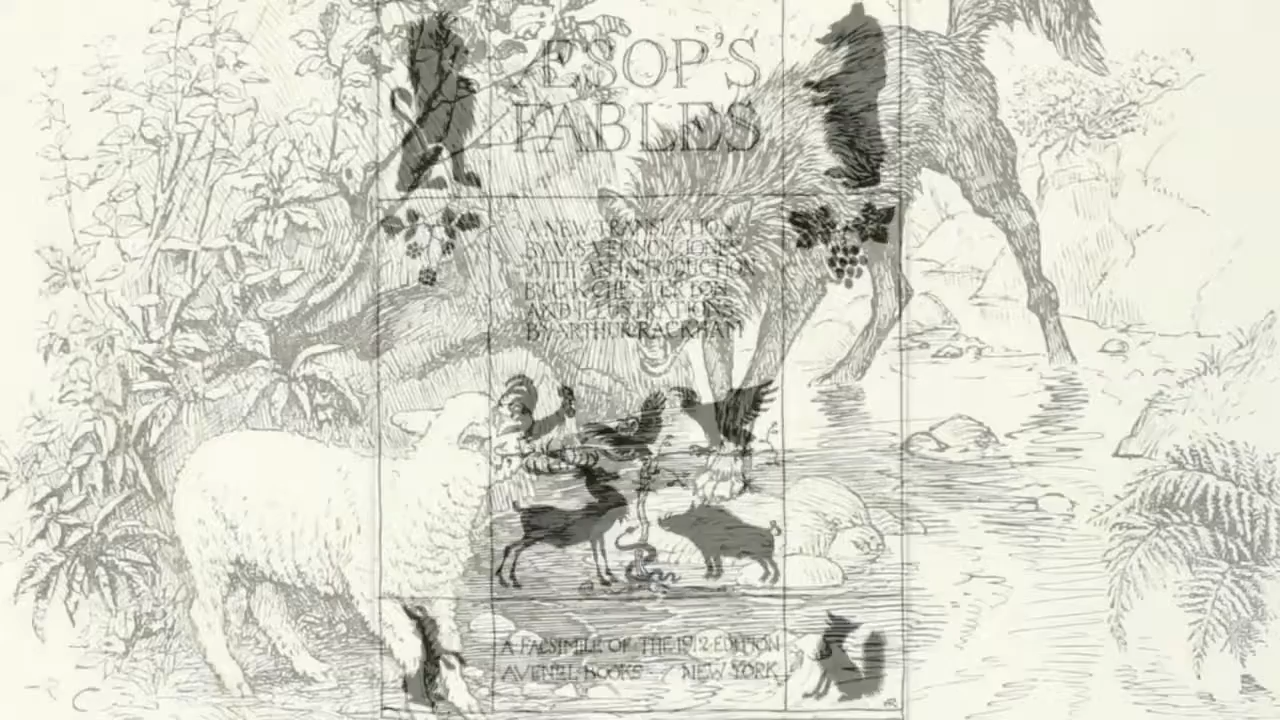 ÆSOP'S
FABLES
A NEW TRANSLATION
BY V. S. VERNON JONES
WITH AN INTRODUCTION
BY G. K. CHESTERTON
AND ILLUSTRATIONS
BY ARTHUR RACKHAM
A FACSIMILE OF THE 1912 EDITION
AVENEL BOOKS NEW YORK